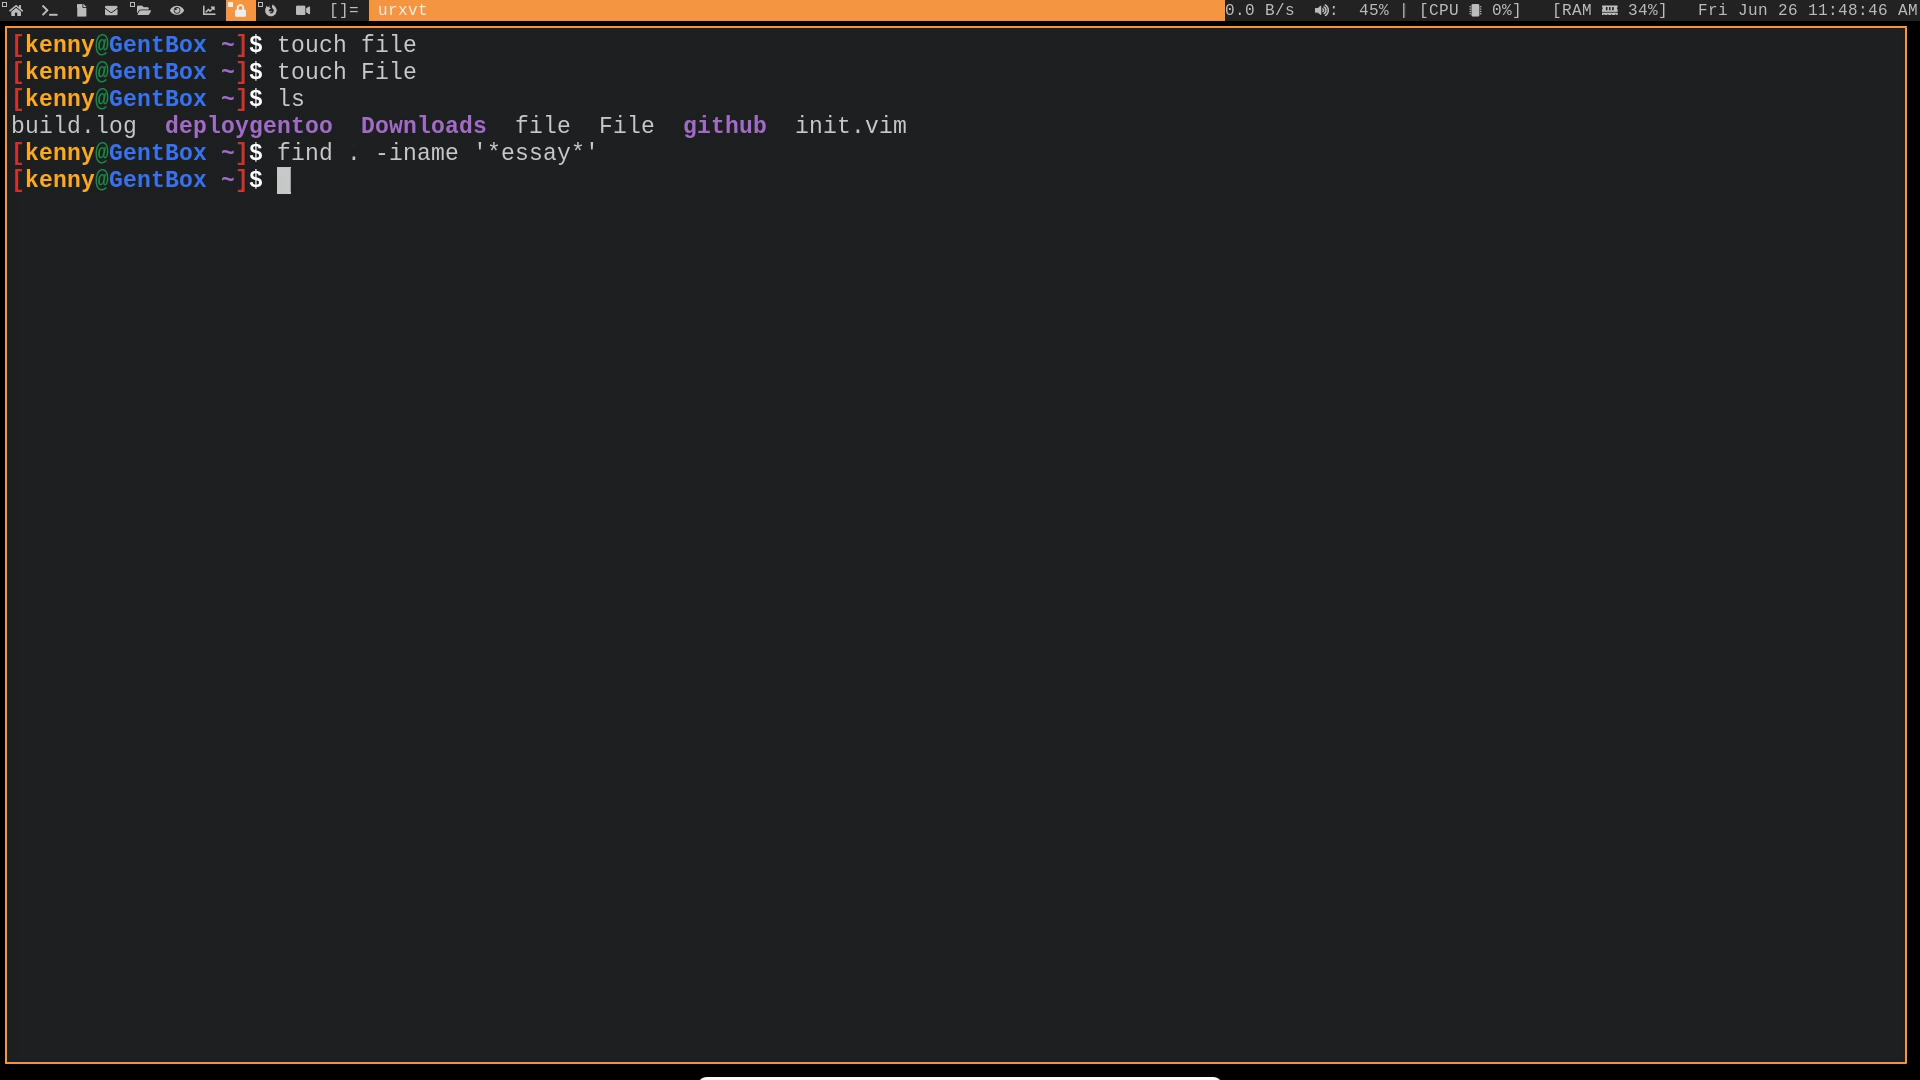 []= urxvt 0.0 B/s : 45% | [CPU 0%] [RAM 34%] Fri Jun 26 11:48:46 AM
[kenny@GentBox ~]$ touch file
[kenny@GentBox ~]$ touch File
[kenny@GentBox ~]$ ls
build.log deploygentoo Downloads file File github init.vim
[kenny@GentBox ~]$ find . -iname '*essay*'
[kenny@GentBox ~]$